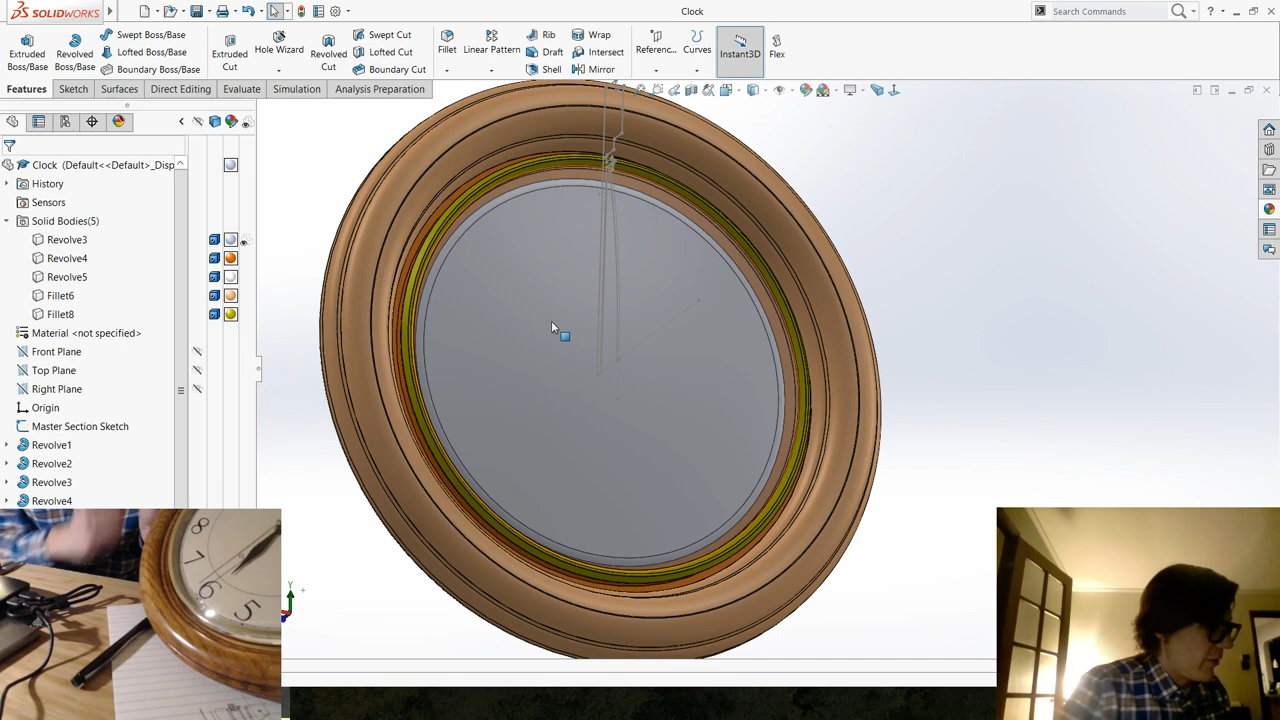 SOLIDWORKS
Clock
Search Commands
Extruded Boss/Base
Revolved Boss/Base
Swept Boss/Base
Lofted Boss/Base
Boundary Boss/Base
Extruded Cut
Hole Wizard
Revolved Cut
Swept Cut
Lofted Cut
Boundary Cut
Fillet
Linear Pattern
Rib
Draft
Shell
Wrap
Intersect
Mirror
Referenc...
Curves
Instant3D
Flex
Features
Sketch
Surfaces
Direct Editing
Evaluate
Simulation
Analysis Preparation
Clock (Default<<Default>_Disp
History
Sensors
Solid Bodies(5)
Revolve3
Revolve4
Revolve5
Fillet6
Fillet8
Material <not specified>
Front Plane
Top Plane
Right Plane
Origin
Master Section Sketch
Revolve1
Revolve2
Revolve3
Revolve4
Y
8
7
6
5